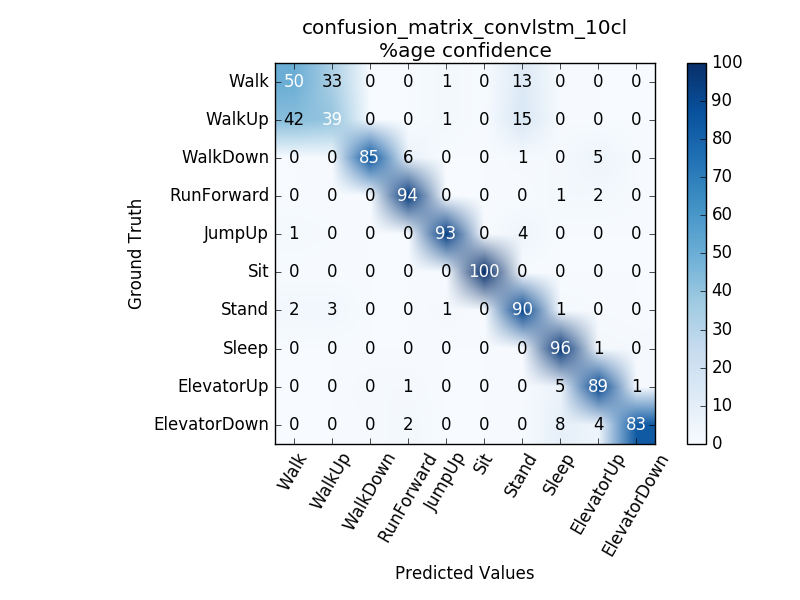 confusion_matrix_convlstm_10cl
%age confidence
Walk 50 33 0 0 1 0 13 0 0 0
WalkUp 42 39 0 0 1 0 15 0 0 0
WalkDown 0 0 85 6 0 0 1 0 5 0
RunForward 0 0 0 94 0 0 0 1 2 0
JumpUp 1 0 0 0 93 0 4 0 0 0
Sit 0 0 0 0 0 100 0 0 0 0
Stand 2 3 0 0 1 0 90 1 0 0
Sleep 0 0 0 0 0 0 0 96 1 0
ElevatorUp 0 0 0 1 0 0 0 5 89 1
ElevatorDown 0 0 0 2 0 0 0 8 4 83
Ground Truth
Walk
WalkUp
WalkDown
RunForward
JumpUp
Sit
Stand
Sleep
ElevatorUp
ElevatorDown
Predicted Values
100
90
80
70
60
50
40
30
20
10
0